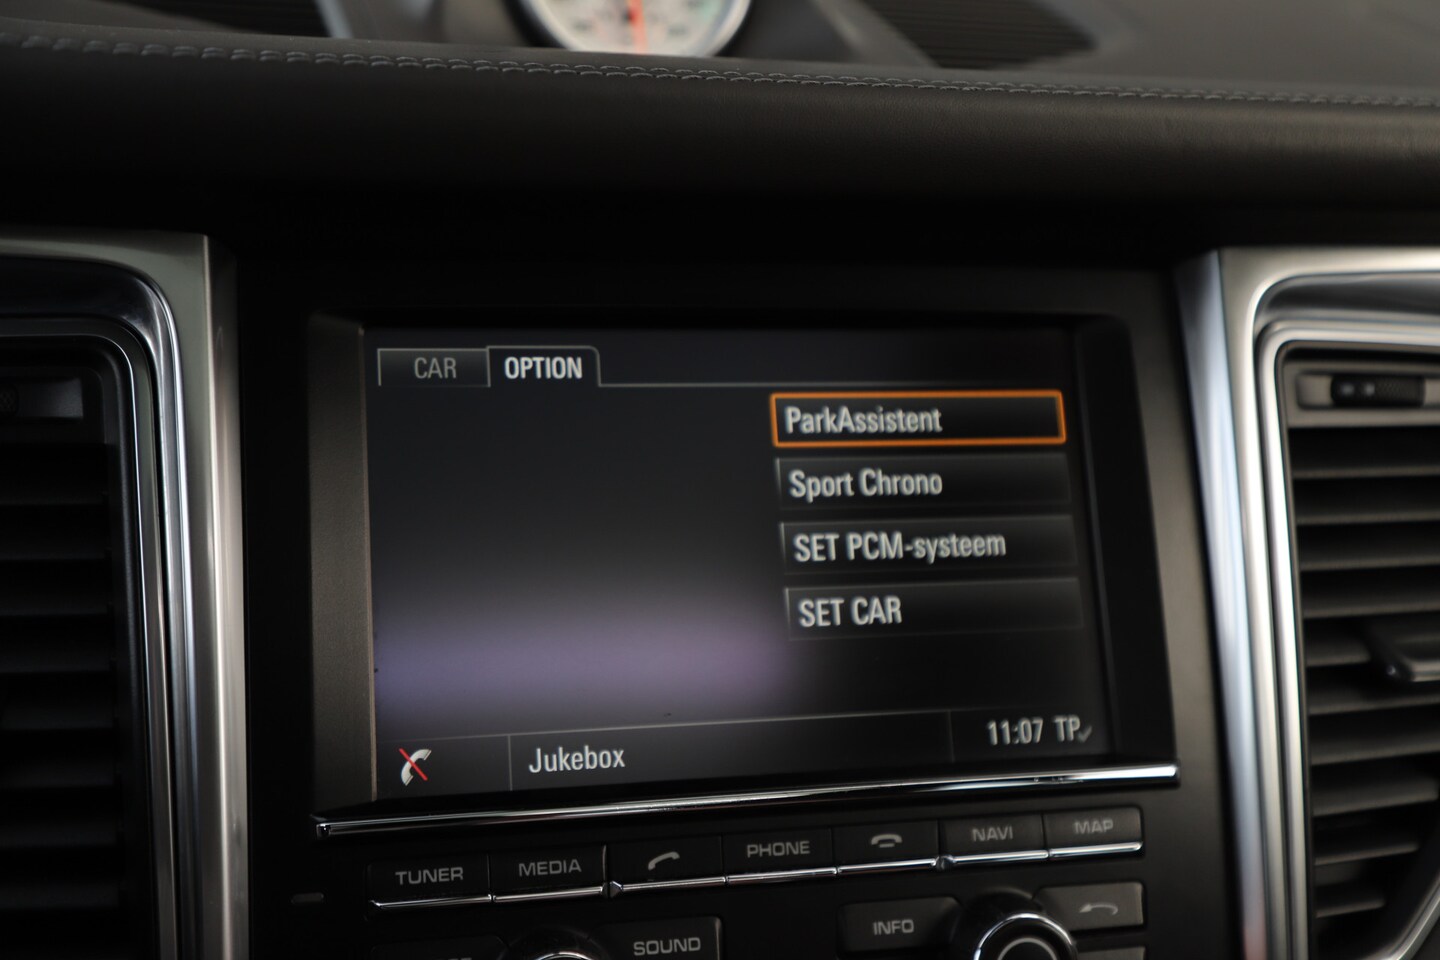 CAR OPTION
ParkAssistent
Sport Chrono
SET PCM-systeem
SET CAR
Jukebox
11:07 TP
TUNER MEDIA PHONE NAVI MAP
SOUND INFO